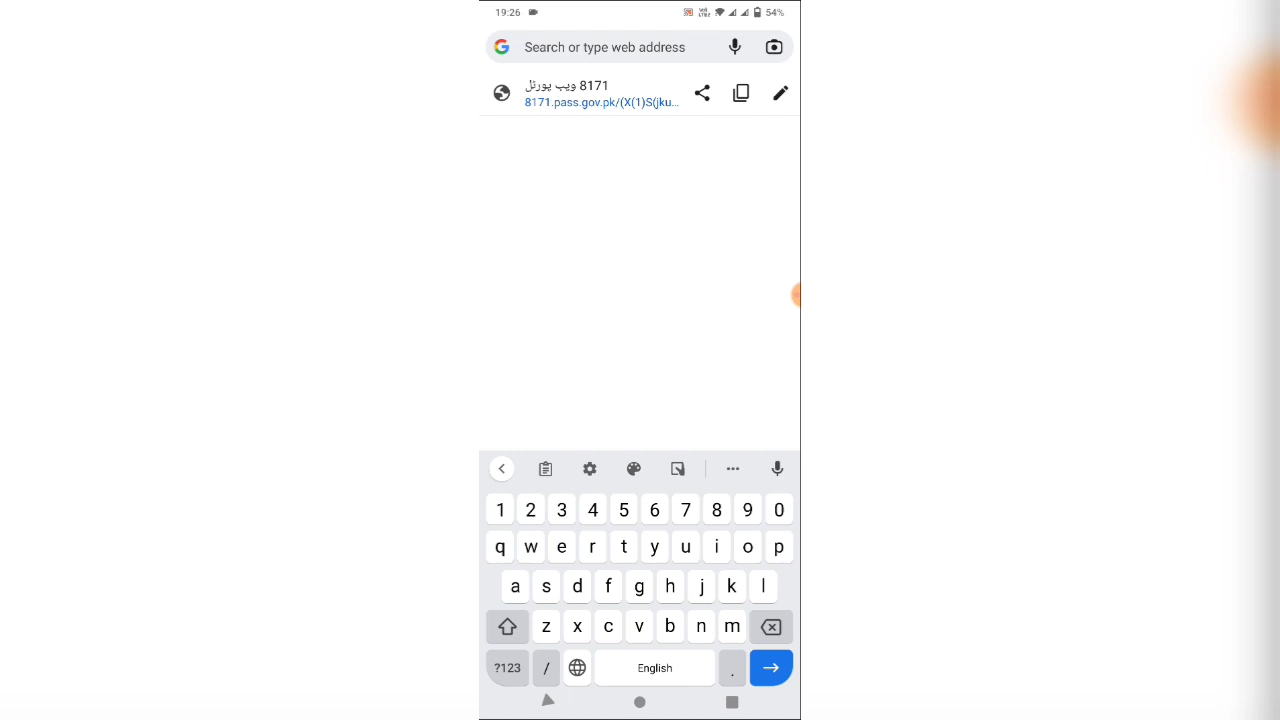 19:26
54%
Search or type web address
8171 ویب پورٹل
8171.pass.gov.pk/(X(1)S(jku...
1 2 3 4 5 6 7 8 9 0
q w e r t y u i o p
a s d f g h j k l
z x c v b n m
?123 / English .